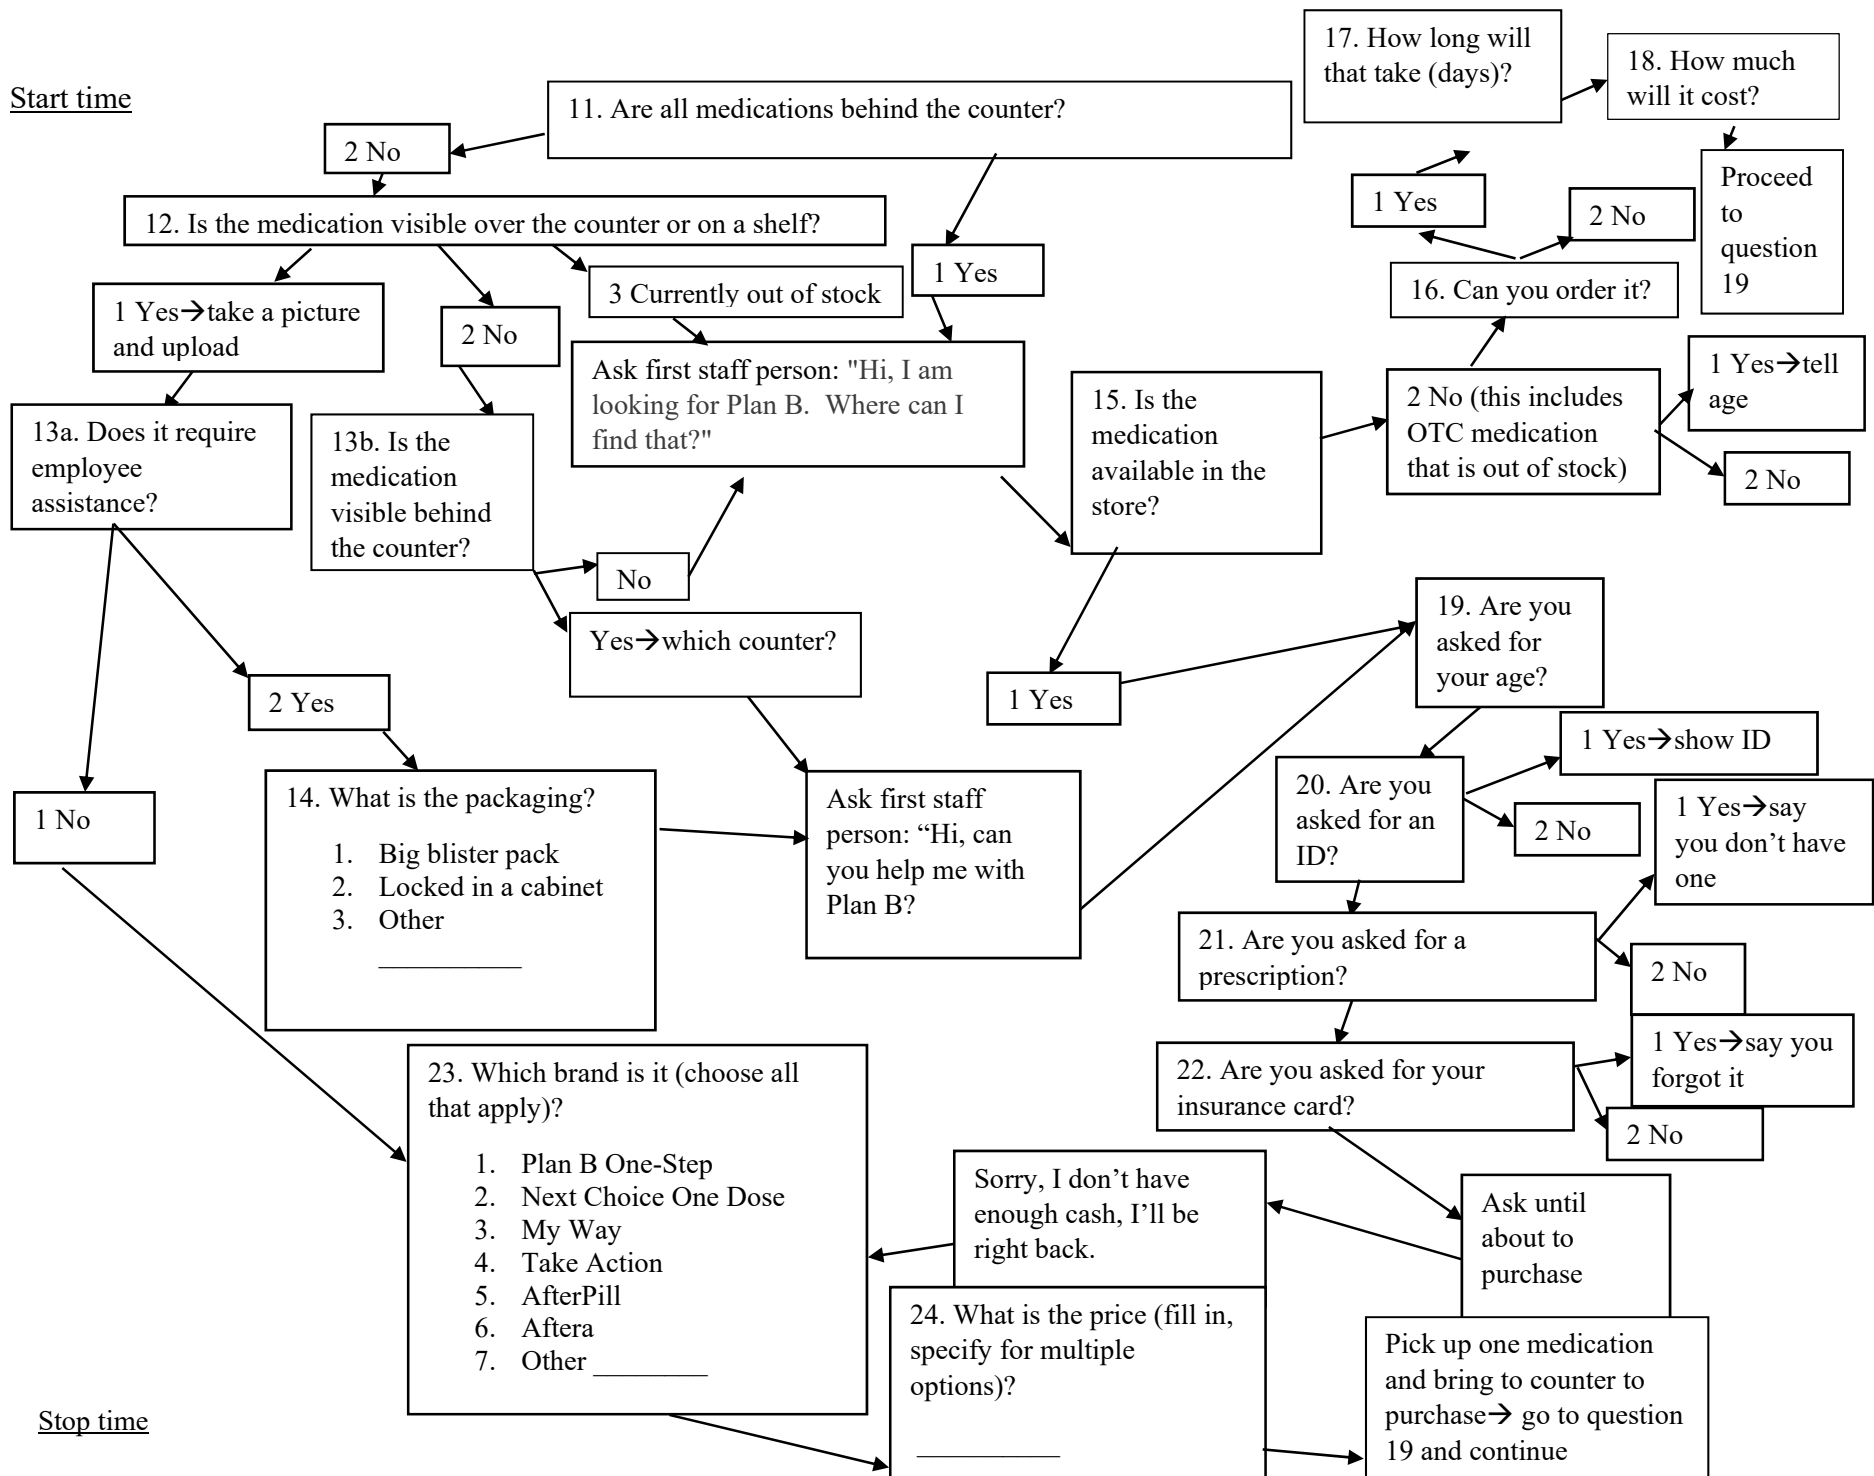 Start time
11. Are all medications behind the counter?
2 No
12. Is the medication visible over the counter or on a shelf?
1 Yes→take a picture
and upload
2 No
3 Currently out of stock
1 Yes
Ask first staff person: "Hi, I am
looking for Plan B.  Where can I
find that?"
13a. Does it require
employee
assistance?
13b. Is the
medication
visible behind
the counter?
No
Yes→which counter?
2 Yes
1 No
14. What is the packaging?
1. Big blister pack
2. Locked in a cabinet
3. Other
__________
Ask first staff
person: “Hi, can
you help me with
Plan B?
15. Is the
medication
available in the
store?
1 Yes
2 No (this includes
OTC medication
that is out of stock)
1 Yes→tell
age
2 No
16. Can you order it?
1 Yes
2 No
17. How long will
that take (days)?
18. How much
will it cost?
Proceed
to
question
19
19. Are you
asked for
your age?
20. Are you
asked for an
ID?
1 Yes→show ID
2 No
21. Are you asked for a
prescription?
1 Yes→say
you don’t have
one
2 No
22. Are you asked for your
insurance card?
1 Yes→say you
forgot it
2 No
Ask until
about to
purchase
Sorry, I don’t have
enough cash, I’ll be
right back.
23. Which brand is it (choose all
that apply)?
1. Plan B One-Step
2. Next Choice One Dose
3. My Way
4. Take Action
5. AfterPill
6. Aftera
7. Other ________
24. What is the price (fill in,
specify for multiple
options)?
__________
Pick up one medication
and bring to counter to
purchase→ go to question
19 and continue
Stop time